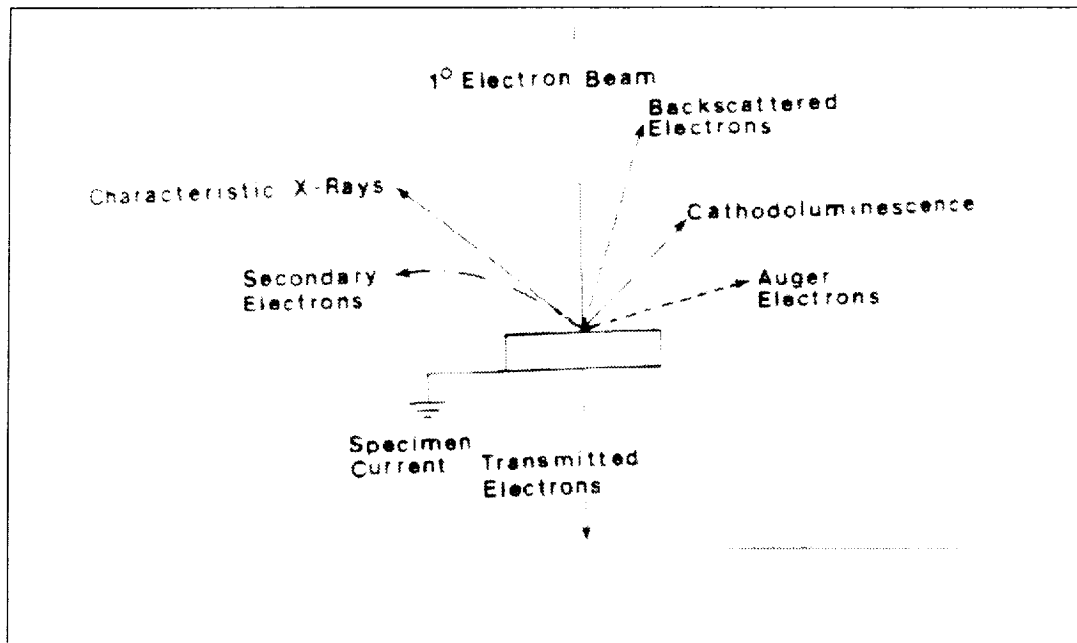 1° Electron Beam
Backscattered
Electrons
Characteristic X-Rays
Cathodoluminescence
Secondary
Electrons
Auger
Electrons
Specimen
Current
Transmitted
Electrons